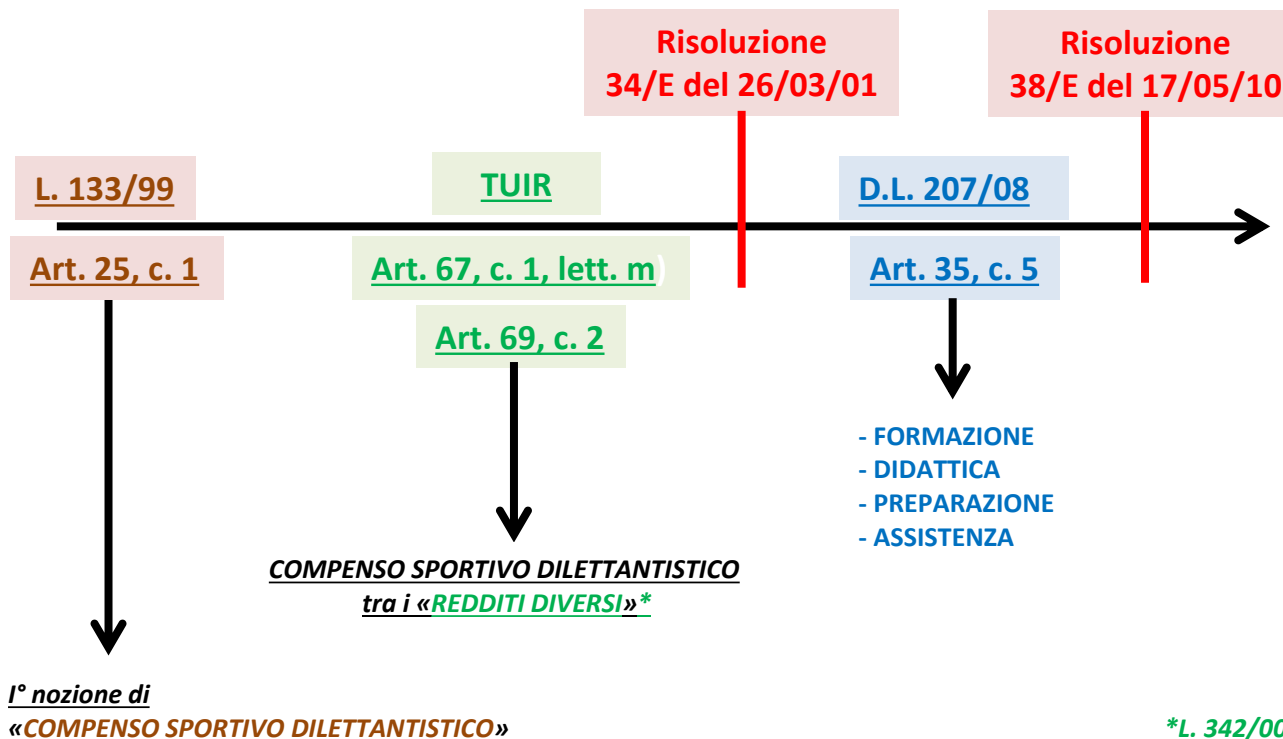 Risoluzione
34/E del 26/03/01
Risoluzione
38/E del 17/05/10
L. 133/99
TUIR
D.L. 207/08
Art. 25, c. 1
Art. 67, c. 1, lett. m)
Art. 35, c. 5
Art. 69, c. 2
- FORMAZIONE
- DIDATTICA
- PREPARAZIONE
- ASSISTENZA
COMPENSO SPORTIVO DILETTANTISTICO
tra i «REDDITI DIVERSI»*
I° nozione di
«COMPENSO SPORTIVO DILETTANTISTICO»
*L. 342/00